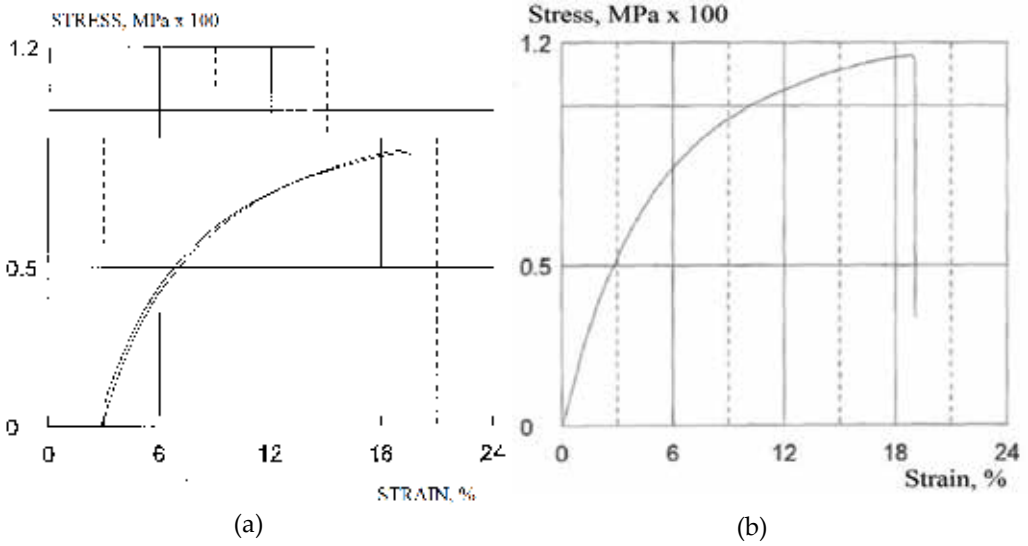 STRESS, MPa x 100
1.2
0.5
0
0 6 12 18 24
STRAIN, %
(a)
Stress, MPa x 100
1.2
0.5
0
0 6 12 18 24
Strain, %
(b)